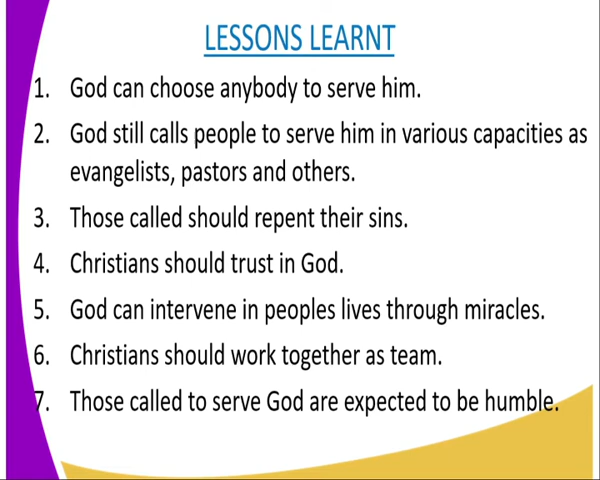 LESSONS LEARNT
1. God can choose anybody to serve him.
2. God still calls people to serve him in various capacities as
evangelists, pastors and others.
3. Those called should repent their sins.
4. Christians should trust in God.
5. God can intervene in peoples lives through miracles.
6. Christians should work together as team.
7. Those called to serve God are expected to be humble.